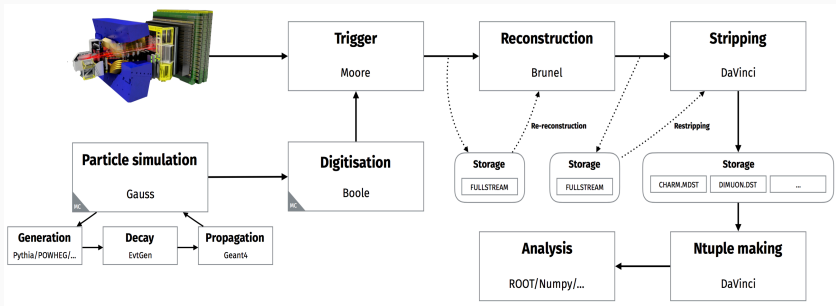 Trigger
Moore
Reconstruction
Brunel
Stripping
DaVinci
Re-reconstruction
Restripping
Particle simulation
Gauss
MC
Digitisation
Boole
MC
Storage
FULLSTREAM
Storage
FULLSTREAM
Storage
CHARM.MDST
DIMUON.DST
...
Generation
Pythia/POWHEG/...
Decay
EvtGen
Propagation
Geant4
Analysis
ROOT/Numpy/...
Ntuple making
DaVinci